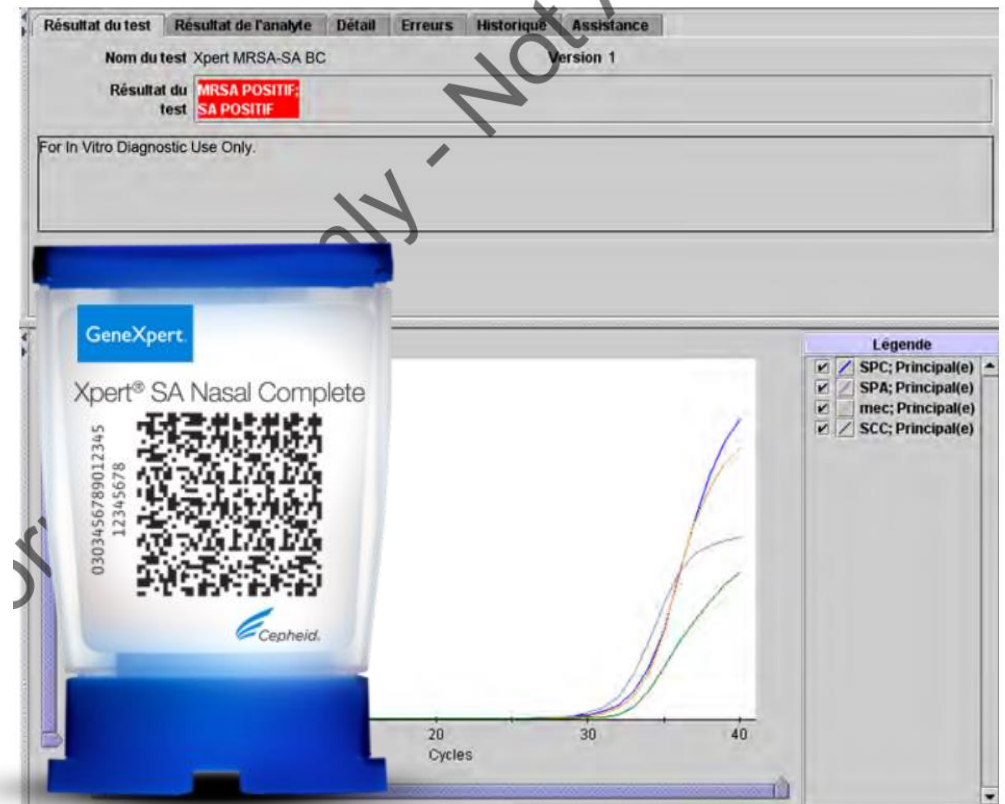 Résultat du test Résultat de l'analyte Détail Erreurs Historique Assistance
Nom du test Xpert MRSA-SA BC Version 1
Résultat du test MRSA POSITIF;
SA POSITIF
For In Vitro Diagnostic Use Only.
GeneXpert.
Xpert® SA Nasal Complete
0303456789012345
12345678
Cepheid.
Légende
SPC; Principal(e)
SPA; Principal(e)
mec; Principal(e)
SCC; Principal(e)
20 30 40
Cycles
only - Not